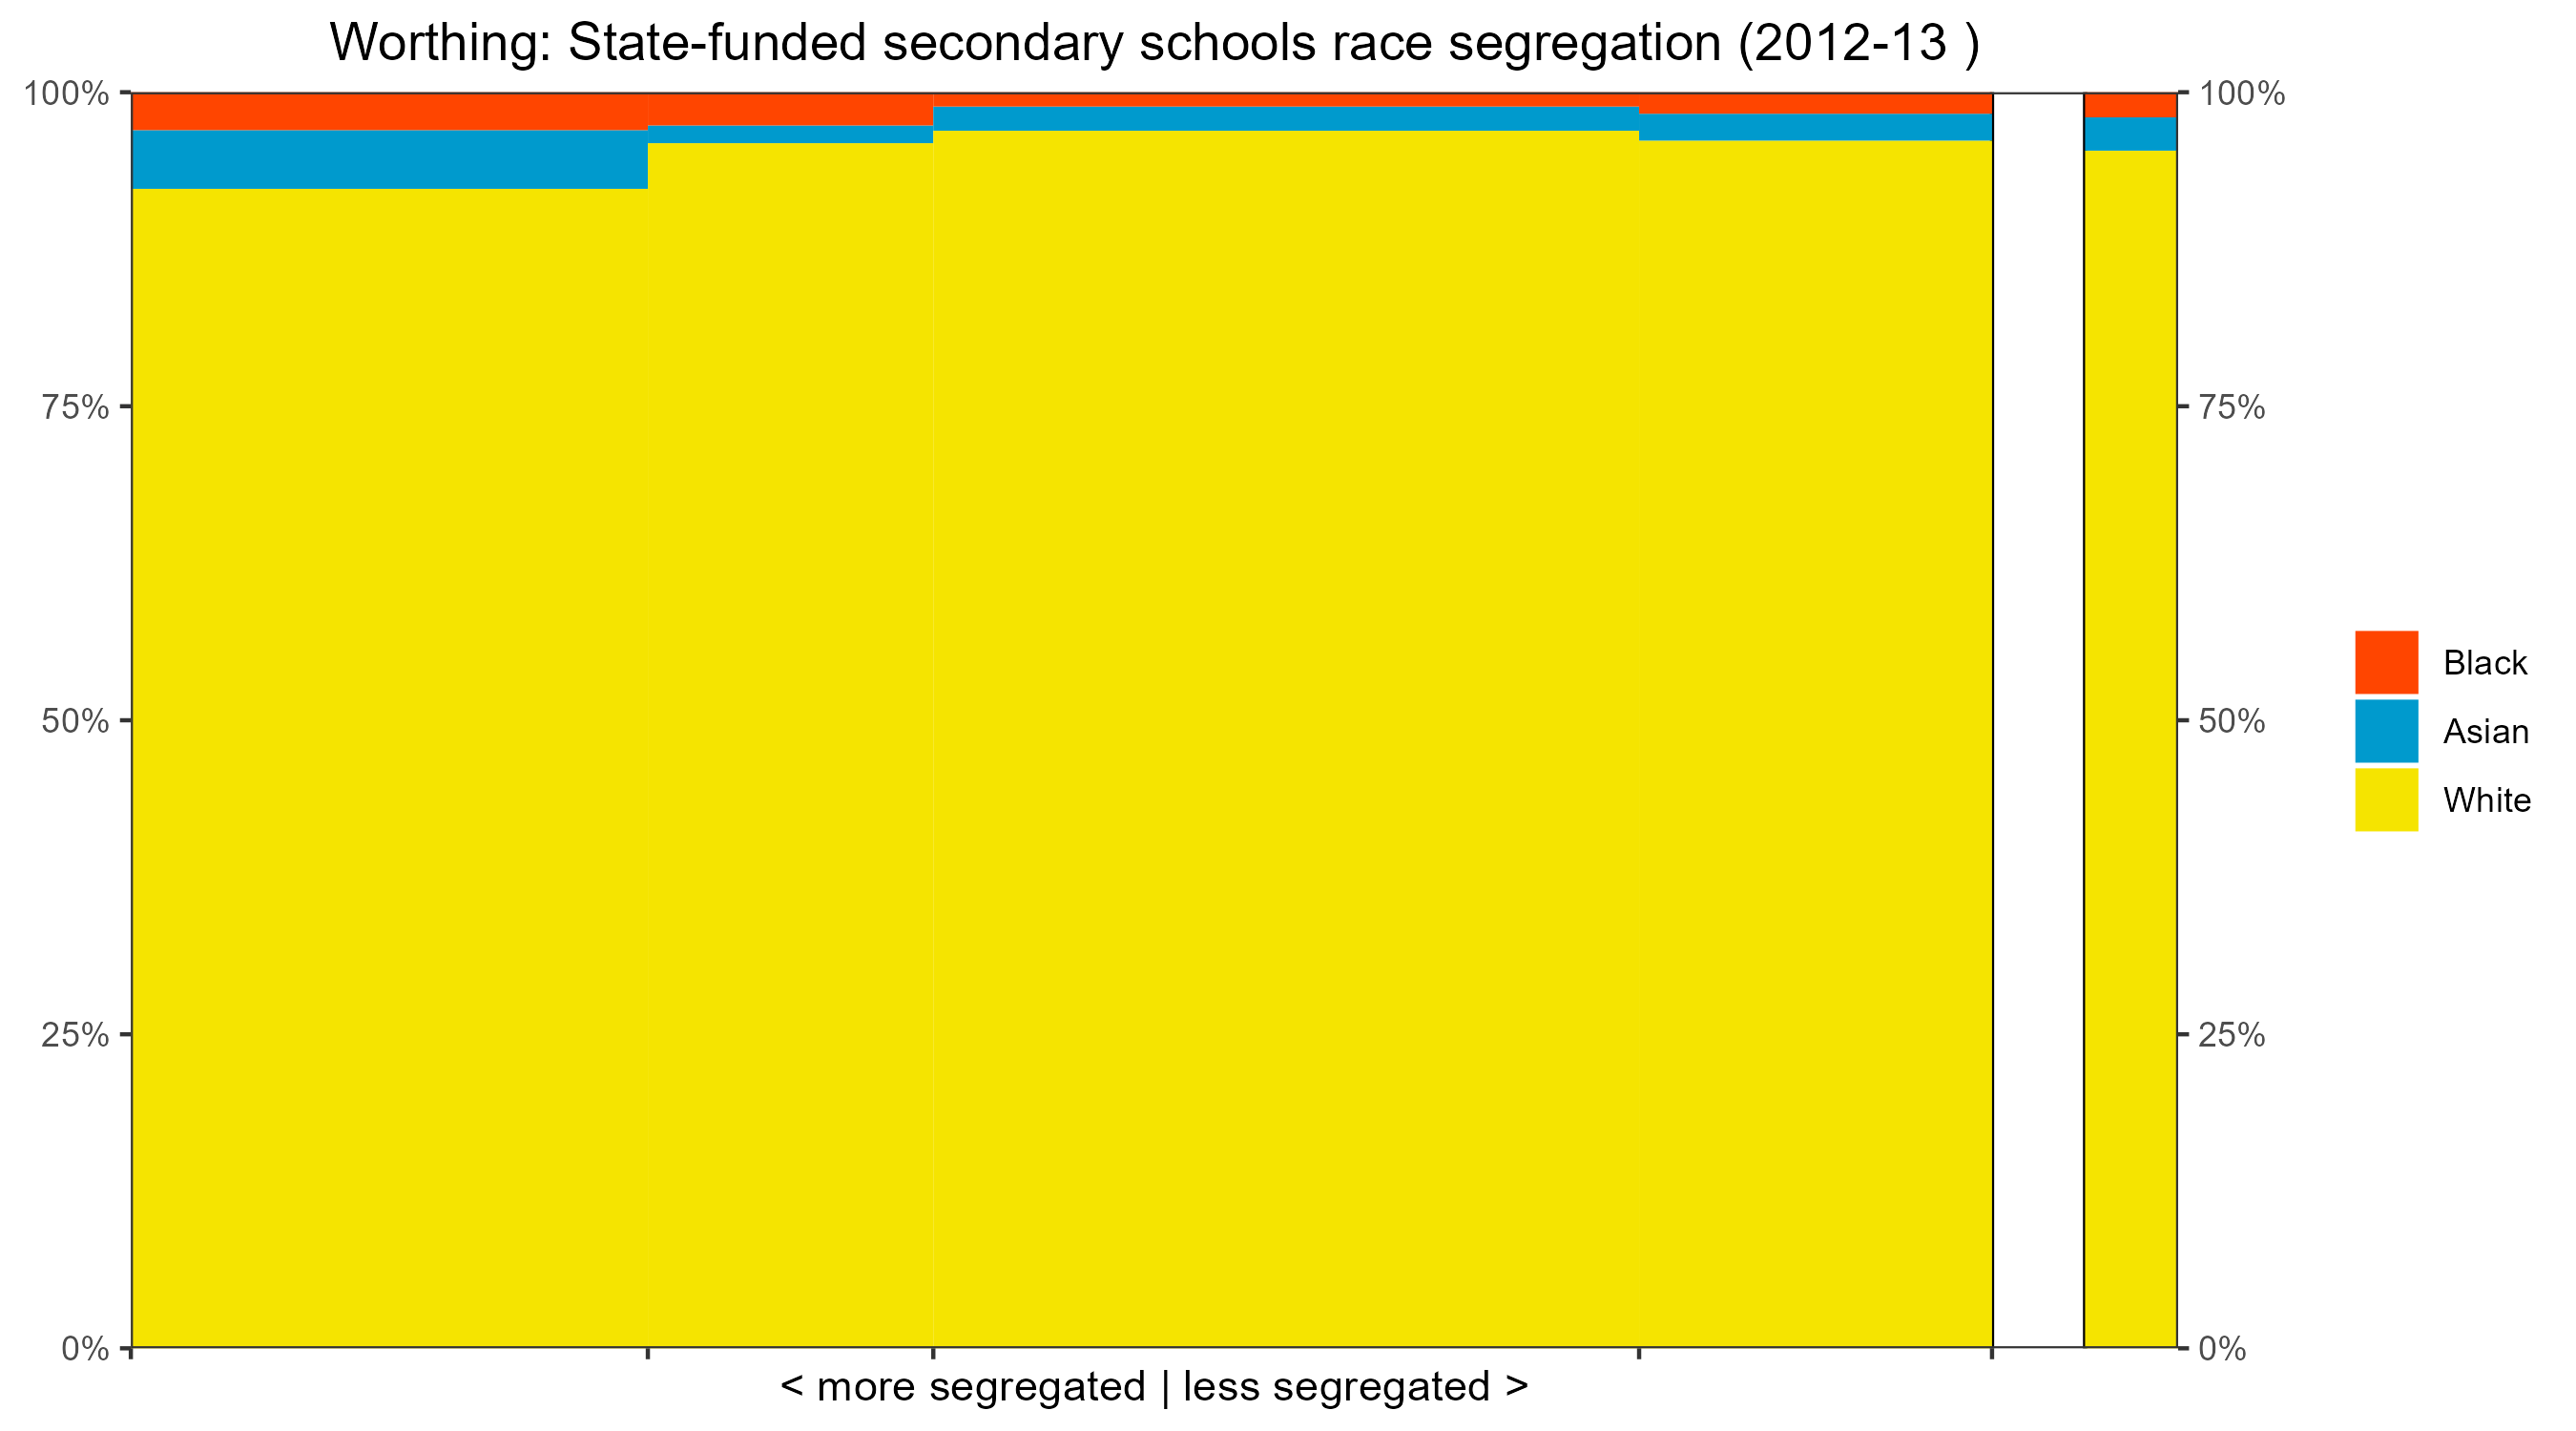 Worthing: State-funded secondary schools race segregation (2012-13 )
100%
75%
50%
25%
0%
100%
75%
50%
25%
0%
Black
Asian
White
< more segregated | less segregated >